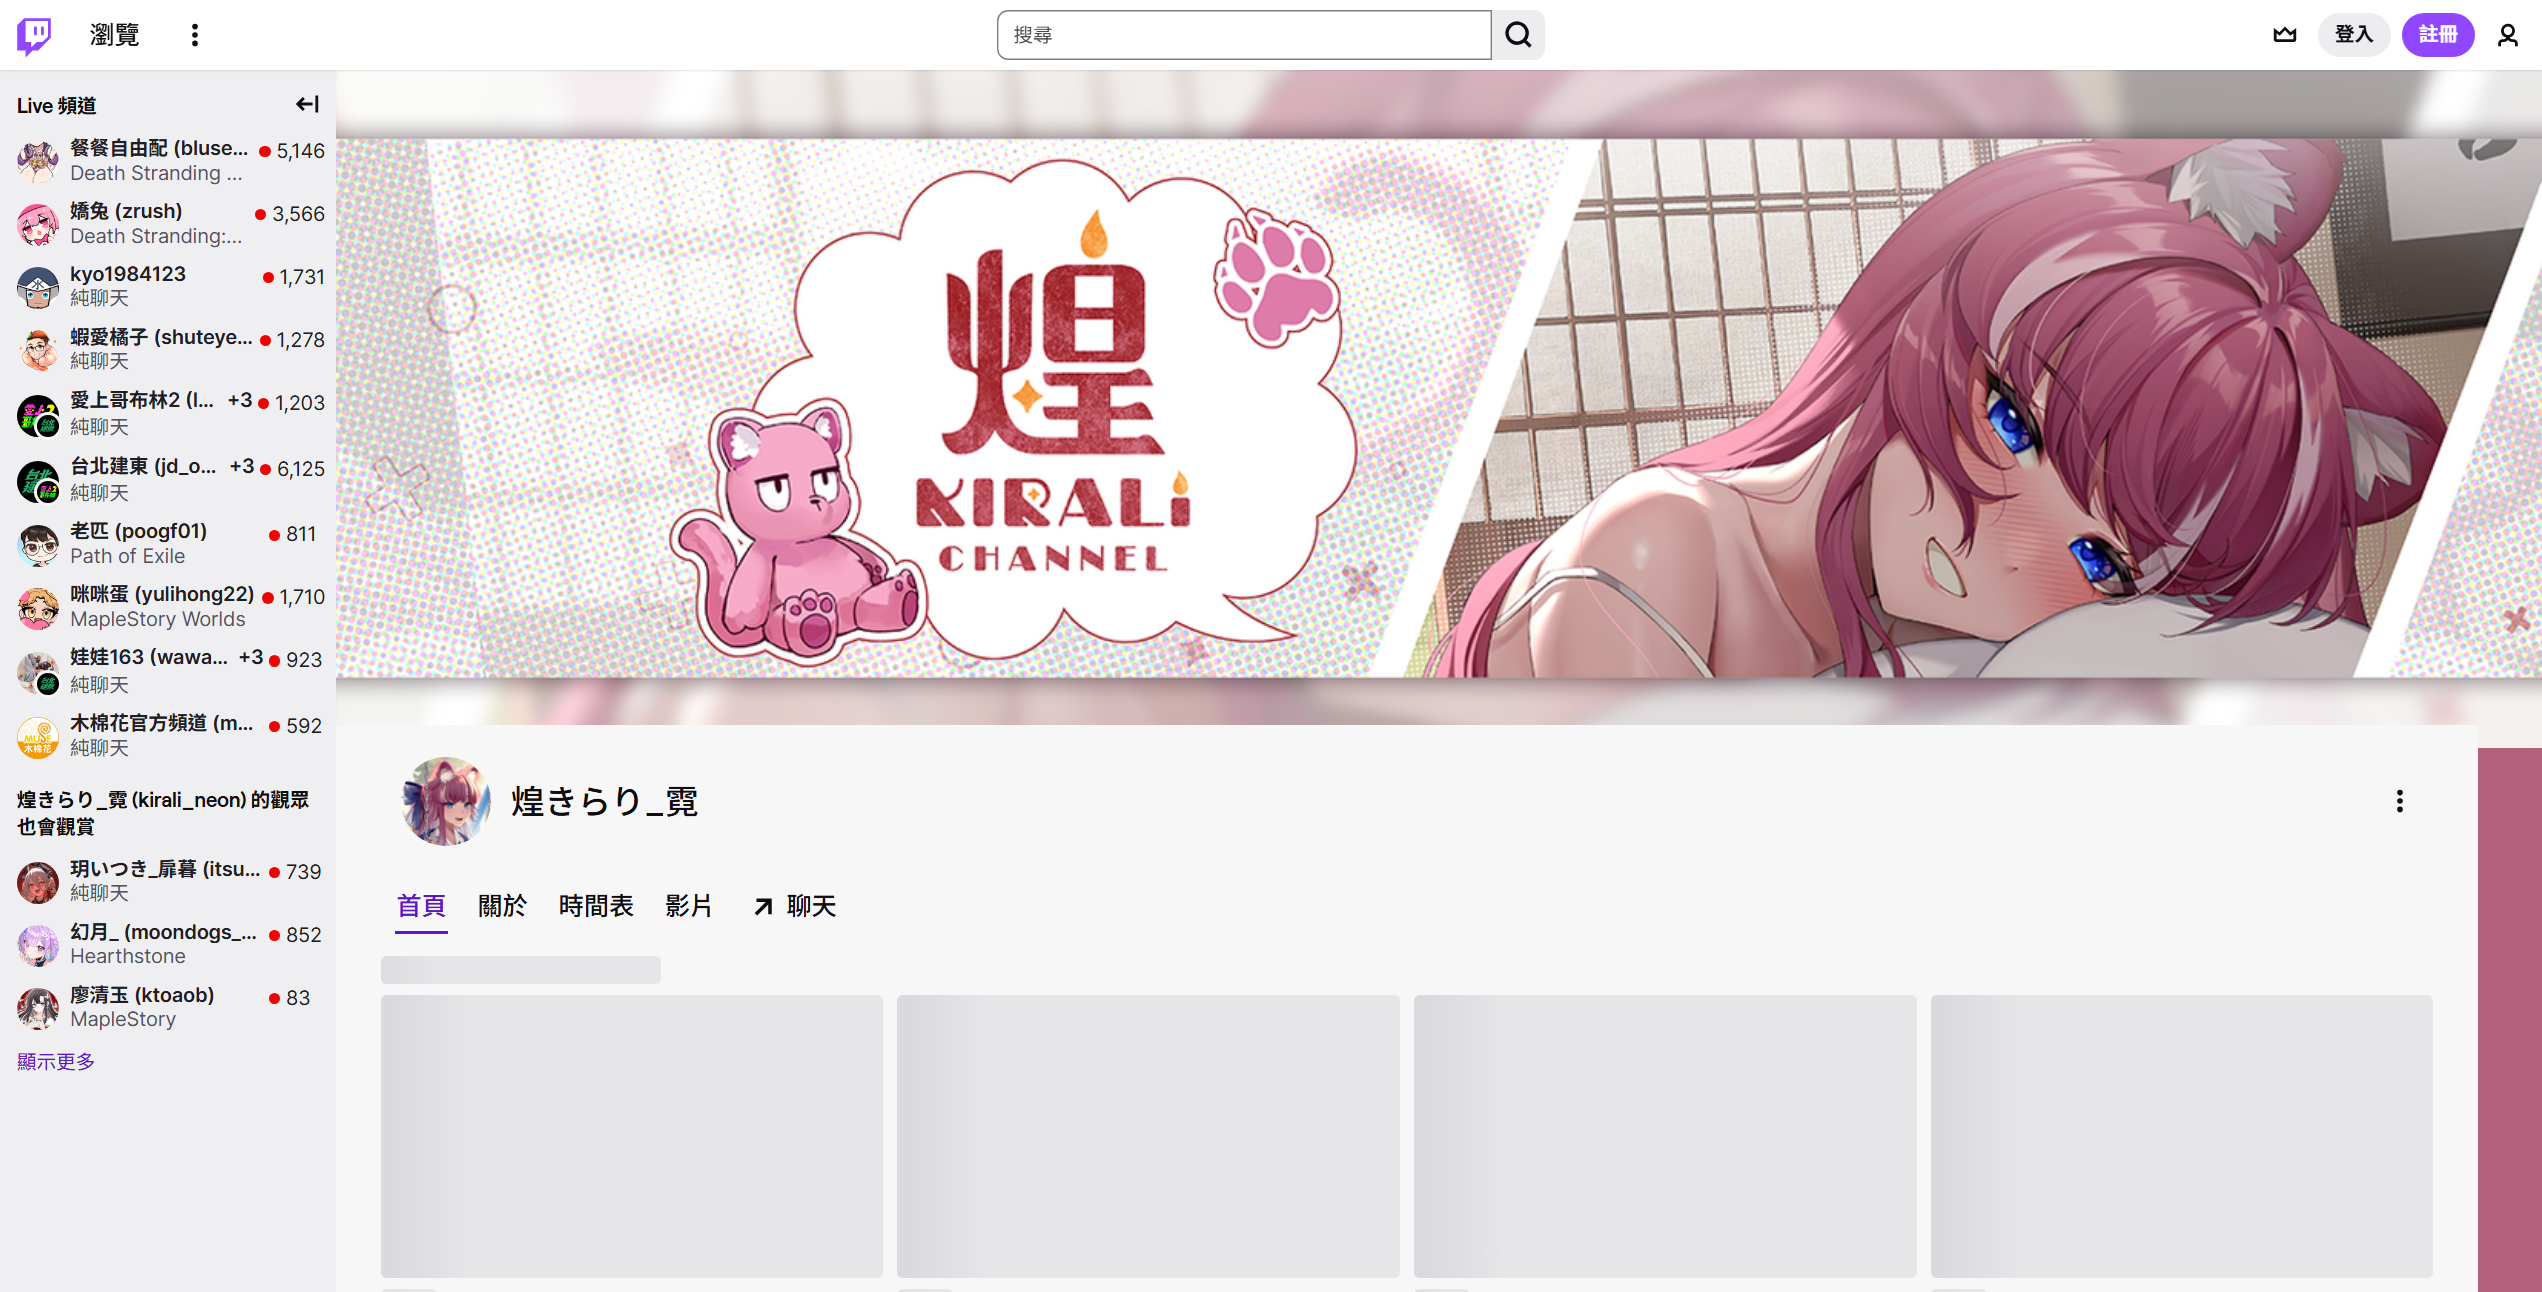 瀏覽
搜尋
登入
註冊
Live 頻道
餐餐自由配 (bluse... 5,146
Death Stranding ...
嬌兔 (zrush) 3,566
Death Stranding:...
kyo1984123 1,731
純聊天
蝦愛橘子 (shuteye... 1,278
純聊天
愛上哥布林2 (l... +3 1,203
純聊天
台北建東 (jd_o... +3 6,125
純聊天
老匹 (poogf01) 811
Path of Exile
咪咪蛋 (yulihong22) 1,710
MapleStory Worlds
娃娃163 (wawa... +3 923
純聊天
木棉花官方頻道 (m... 592
純聊天
煌きらり_霓 (kirali_neon) 的觀眾
也會觀賞
玥いつき_扉暮 (itsu... 739
純聊天
幻月_ (moondogs_... 852
Hearthstone
廖清玉 (ktoaob) 83
MapleStory
顯示更多
煌
KIRALi
CHANNEL
煌きらり_霓
首頁 關於 時間表 影片 聊天